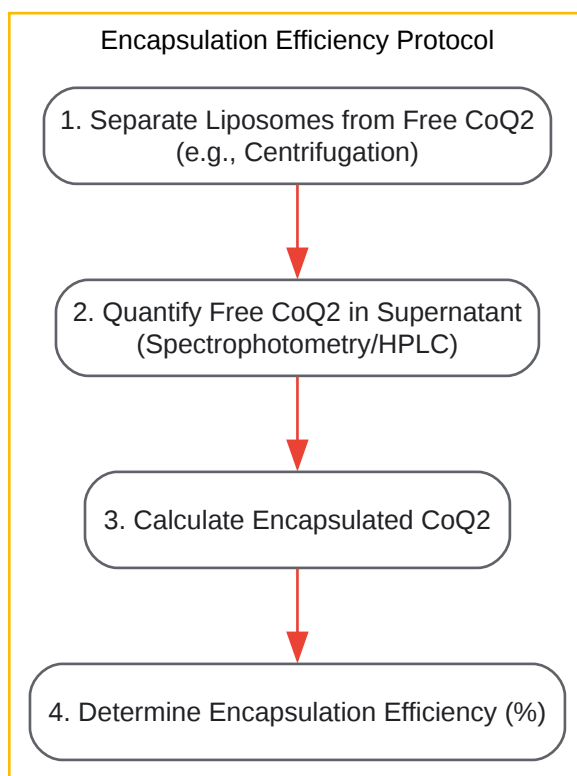 Encapsulation Efficiency Protocol
1. Separate Liposomes from Free CoQ2
(e.g., Centrifugation)
2. Quantify Free CoQ2 in Supernatant
(Spectrophotometry/HPLC)
3. Calculate Encapsulated CoQ2
4. Determine Encapsulation Efficiency (%)